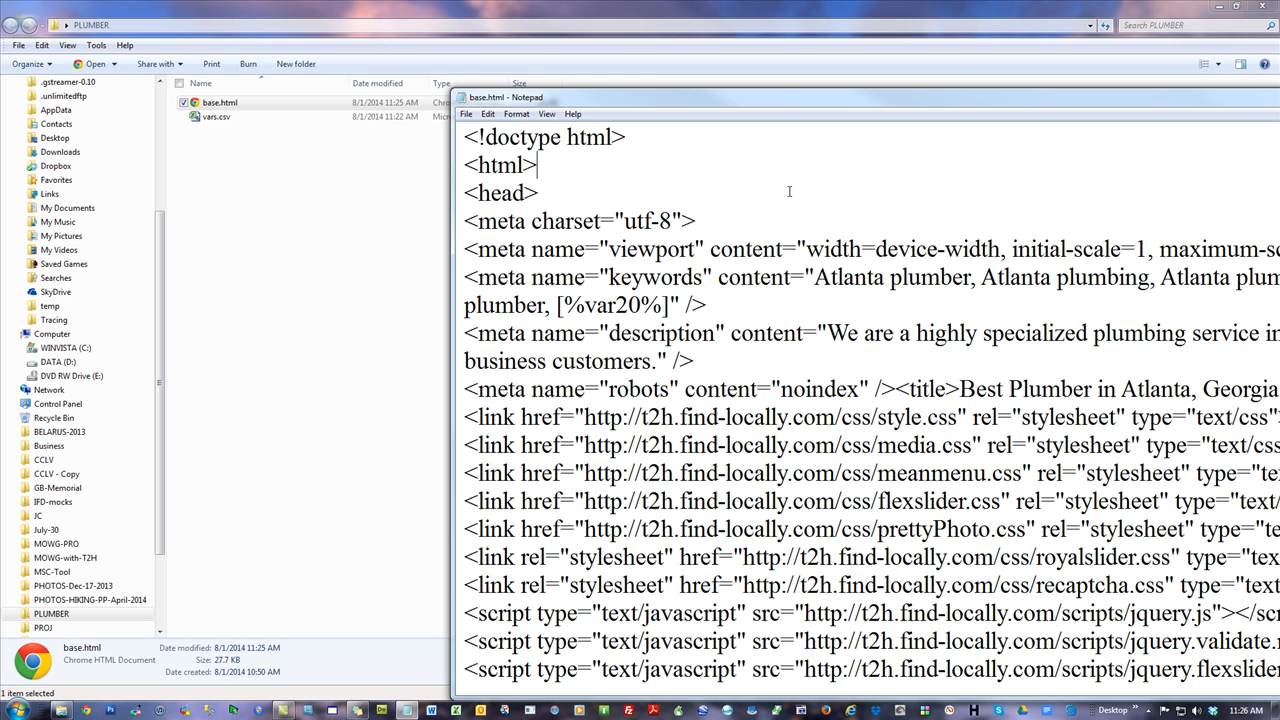 PLUMBER
Search PLUMBER
File Edit View Tools Help
Organize Open Share with Print Burn New folder
Name Date modified Type Size
base.html 8/1/2014 11:25 AM Chro
vars.csv 8/1/2014 11:22 AM Micro
.gstreamer-0.10
.unlimitedftp
AppData
Contacts
Desktop
Downloads
Dropbox
Favorites
Links
My Documents
My Music
My Pictures
My Videos
Saved Games
Searches
SkyDrive
temp
Tracing
Computer
WINVISTA (C:)
DATA (D:)
DVD RW Drive (E:)
Network
Control Panel
Recycle Bin
BELARUS-2013
Business
CCLV
CCLV - Copy
GB-Memorial
IFD-mocks
JC
July-30
MOWG-PRO
MOWG-with-T2H
MSC-Tool
PHOTOS-Dec-17-2013
PHOTOS-HIKING-PP-April-2014
PLUMBER
PROJ
base.html - Notepad
File Edit Format View Help
<!doctype html>
<html>
<head>
<meta charset="utf-8">
<meta name="viewport" content="width=device-width, initial-scale=1, maximum-sc
<meta name="keywords" content="Atlanta plumber, Atlanta plumbing, Atlanta plum
plumber, [%var20%]" />
<meta name="description" content="We are a highly specialized plumbing service in
business customers." />
<meta name="robots" content="noindex" /><title>Best Plumber in Atlanta, Georgia
<link href="http://t2h.find-locally.com/css/style.css" rel="stylesheet" type="text/css"
<link href="http://t2h.find-locally.com/css/media.css" rel="stylesheet" type="text/css
<link href="http://t2h.find-locally.com/css/meanmenu.css" rel="stylesheet" type="te
<link href="http://t2h.find-locally.com/css/flexslider.css" rel="stylesheet" type="text/
<link href="http://t2h.find-locally.com/css/prettyPhoto.css" rel="stylesheet" type="te
<link rel="stylesheet" href="http://t2h.find-locally.com/css/royalslider.css" type="tex
<link rel="stylesheet" href="http://t2h.find-locally.com/css/recaptcha.css" type="text
<script type="text/javascript" src="http://t2h.find-locally.com/scripts/jquery.js"></scr
<script type="text/javascript" src="http://t2h.find-locally.com/scripts/jquery.validate.
<script type="text/javascript" src="http://t2h.find-locally.com/scripts/jquery.flexslider
base.html Date modified: 8/1/2014 11:25 AM
Chrome HTML Document Size: 27.7 KB
Date created: 8/1/2014 10:50 AM
1 item selected
Desktop
11:26 AM